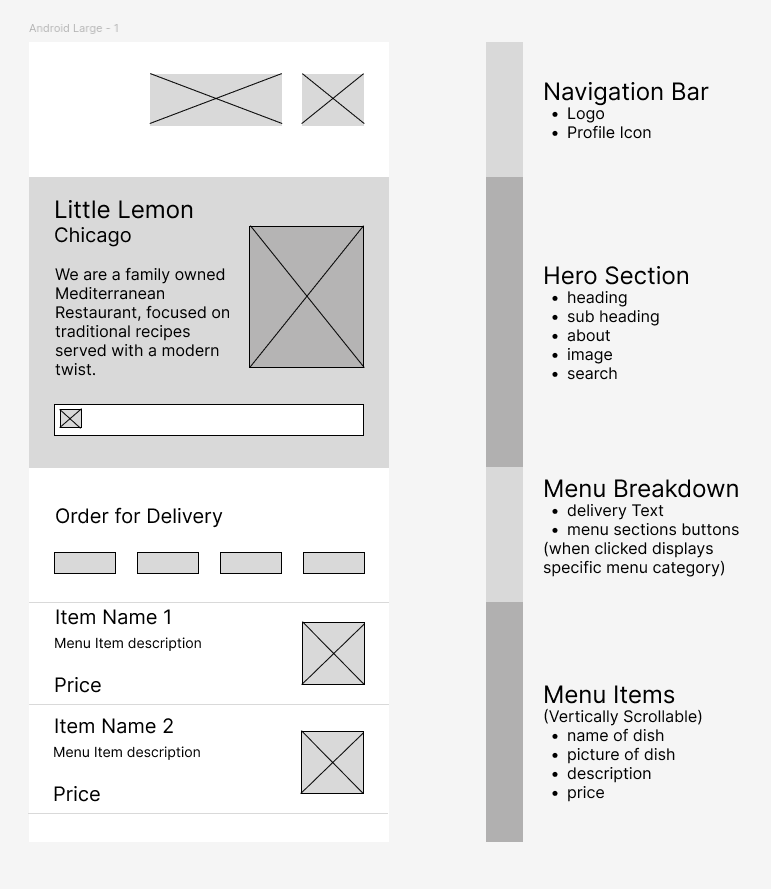 Android Large - 1
Little Lemon
Chicago
We are a family owned
Mediterranean
Restaurant, focused on
traditional recipes
served with a modern
twist.
Order for Delivery
Item Name 1
Menu Item description
Price
Item Name 2
Menu Item description
Price
Navigation Bar
• Logo
• Profile Icon
Hero Section
• heading
• sub heading
• about
• image
• search
Menu Breakdown
• delivery Text
• menu sections buttons
(when clicked displays
specific menu category)
Menu Items
(Vertically Scrollable)
• name of dish
• picture of dish
• description
• price